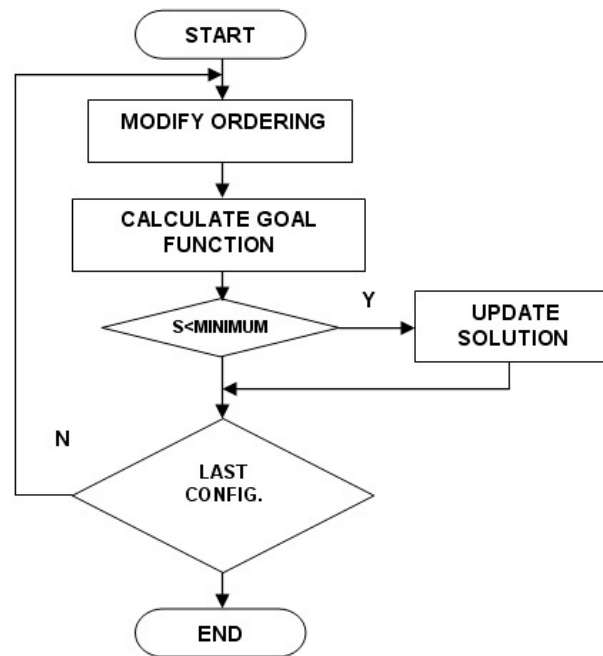 START
MODIFY ORDERING
CALCULATE GOAL
FUNCTION
S<MINIMUM
Y
UPDATE
SOLUTION
N
LAST
CONFIG.
END